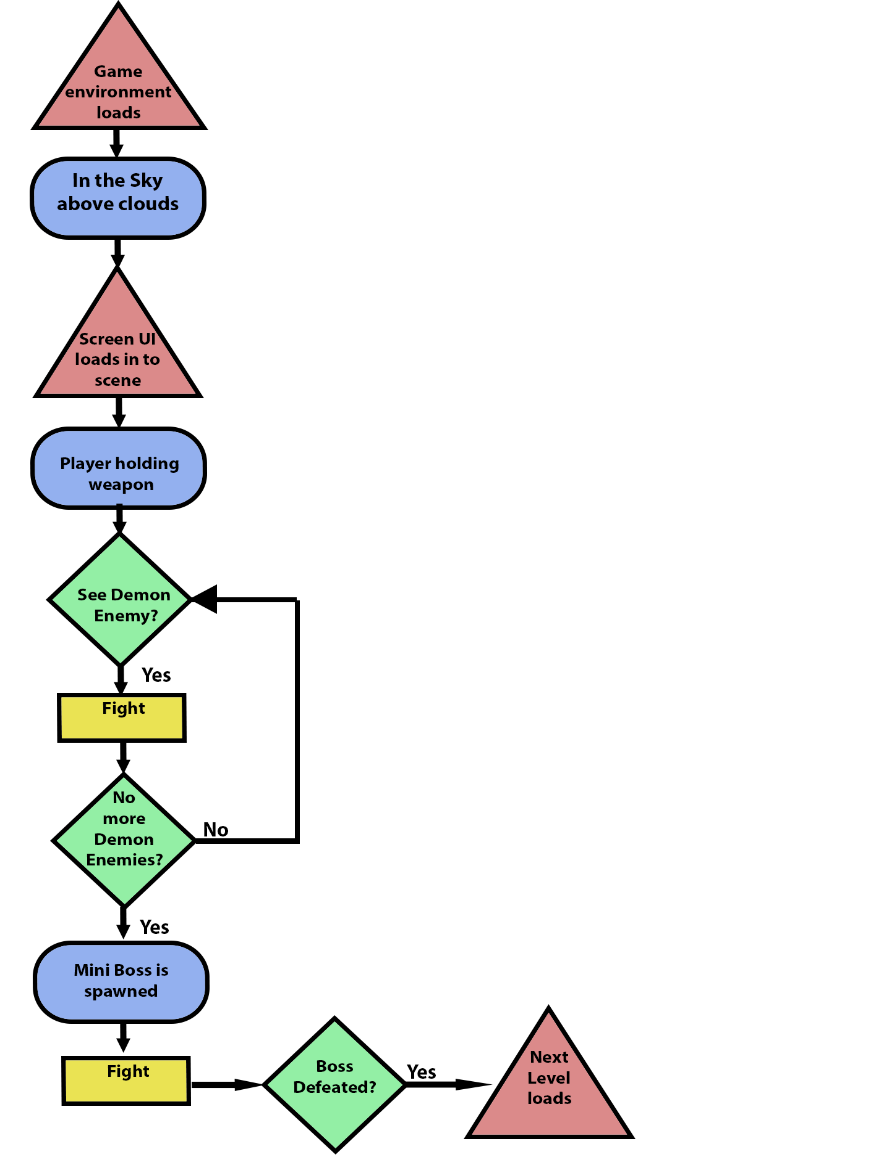 Game
environment
loads
In the Sky
above clouds
Screen UI
loads in to
scene
Player holding
weapon
See Demon
Enemy?
Yes
Fight
No
more
Demon
Enemies?
No
Yes
Mini Boss is
spawned
Fight
Boss
Defeated?
Yes
Next
Level
loads